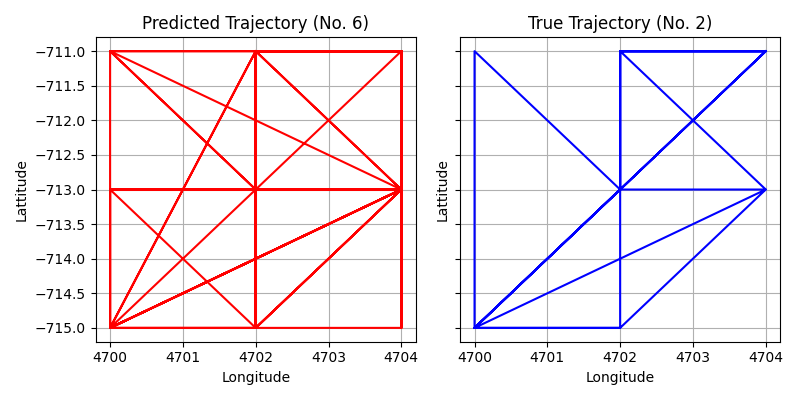 Predicted Trajectory (No. 6)
True Trajectory (No. 2)
−711.0
−711.5
−712.0
−712.5
−713.0
−713.5
−714.0
−714.5
−715.0
Lattitude
Lattitude
4700 4701 4702 4703 4704
4700 4701 4702 4703 4704
Longitude
Longitude